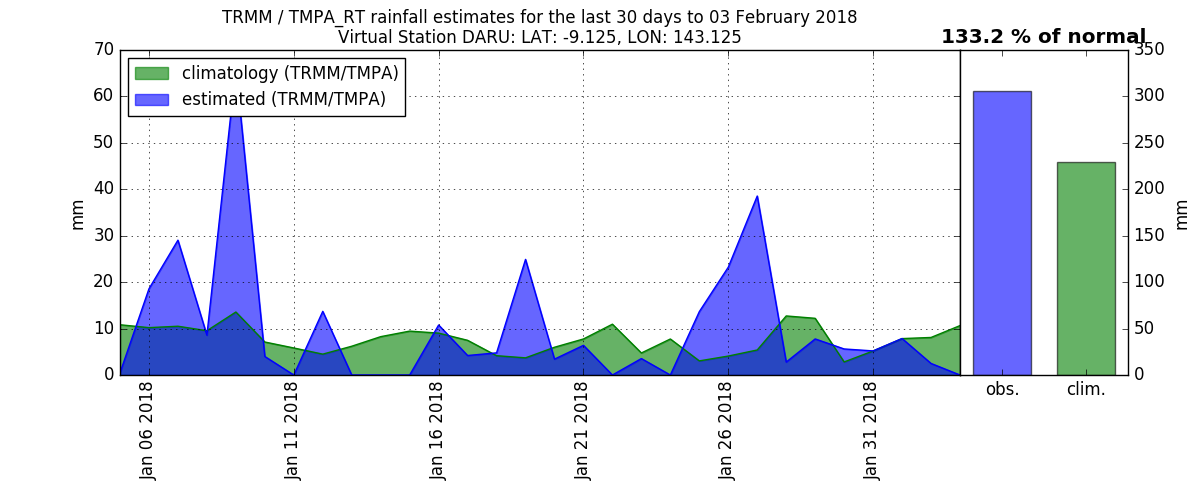 TRMM / TMPA_RT rainfall estimates for the last 30 days to 03 February 2018
Virtual Station DARU: LAT: -9.125, LON: 143.125
133.2 % of normal
climatology (TRMM/TMPA)
estimated (TRMM/TMPA)
70
60
50
40
30
20
10
0
mm
Jan 06 2018
Jan 11 2018
Jan 16 2018
Jan 21 2018
Jan 26 2018
Jan 31 2018
obs.
clim.
350
300
250
200
150
100
50
0
mm